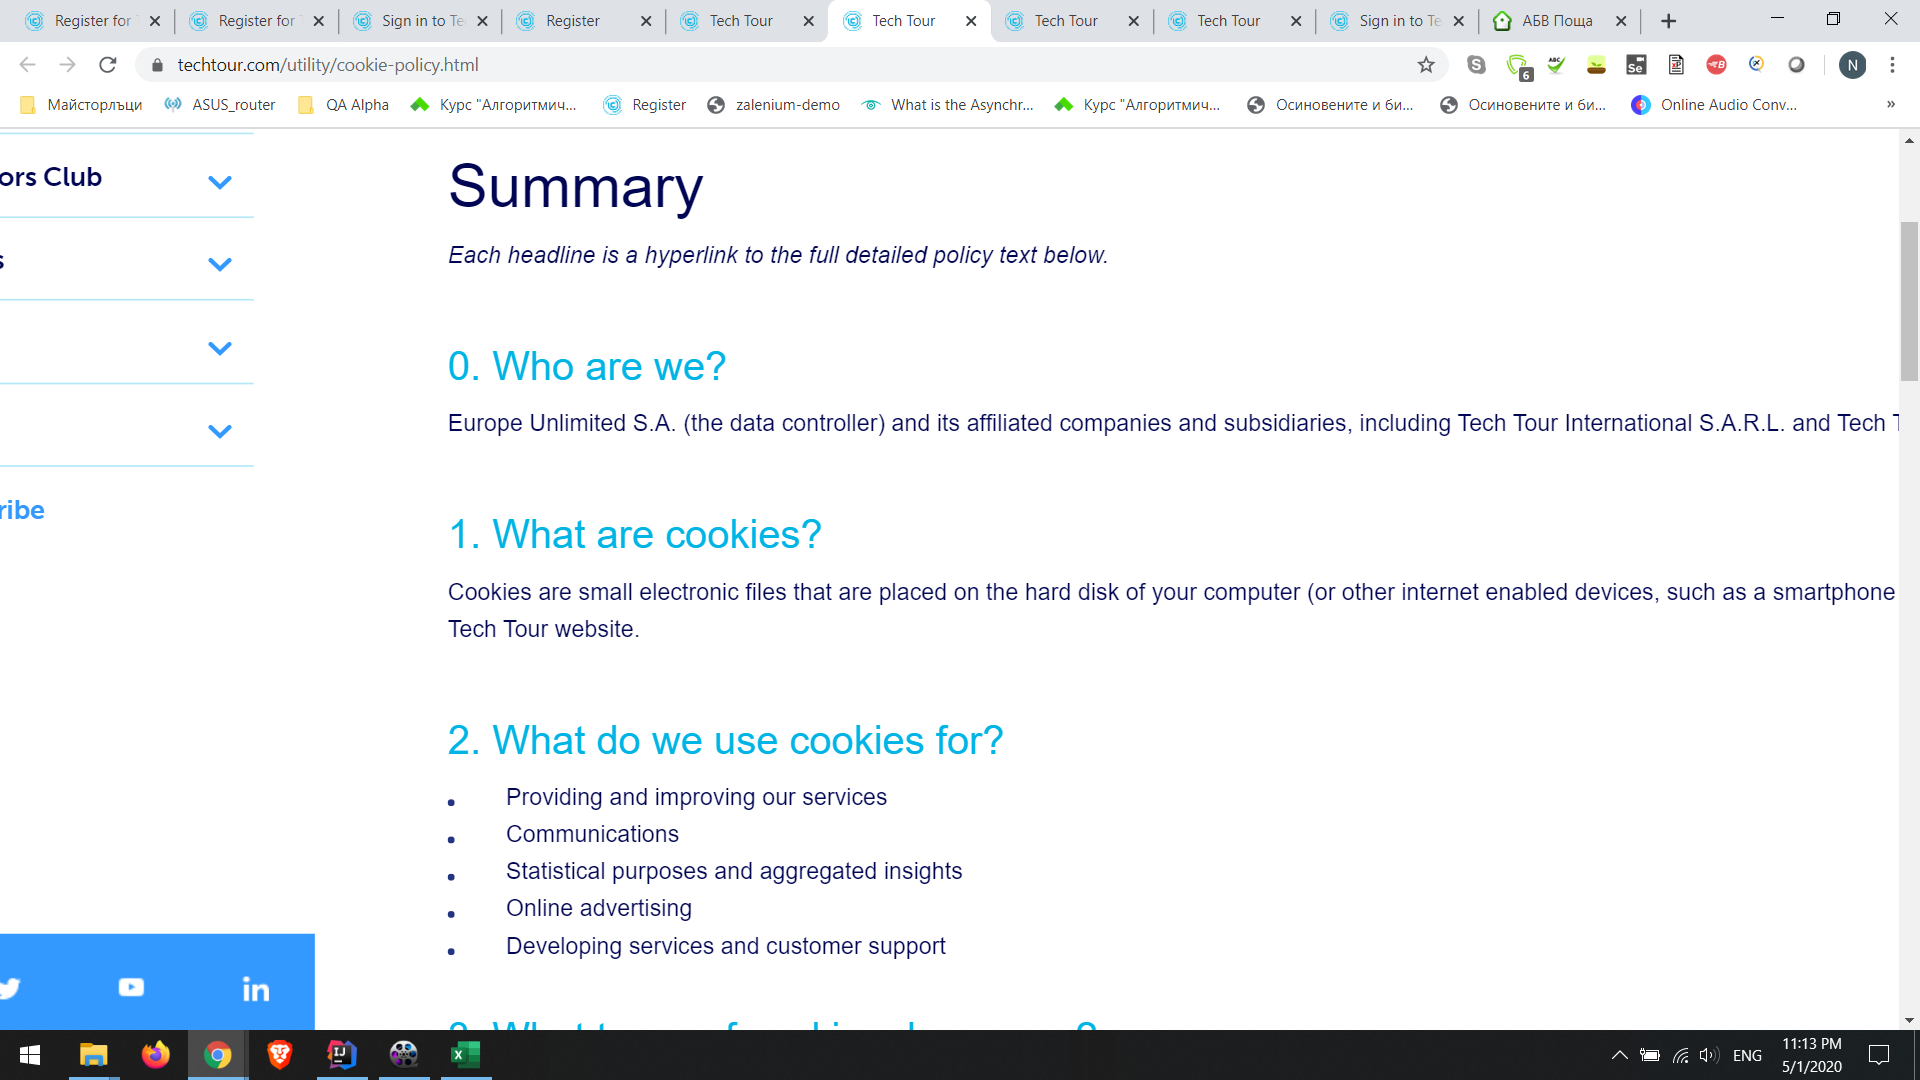 Register for
Register for
Sign in to Te
Register
Tech Tour
Tech Tour
Tech Tour
Tech Tour
Sign in to Te
АБВ Поща
techtour.com/utility/cookie-policy.html
6
ABC
Se
N
Майсторлъци
ASUS_router
QA Alpha
Курс "Алгоритмич...
Register
zalenium-demo
What is the Asynchr...
Курс "Алгоритмич...
Осиновените и би...
Осиновените и би...
Online Audio Conv...
»
ors Club
s
ribe
Summary
Each headline is a hyperlink to the full detailed policy text below.
0. Who are we?
Europe Unlimited S.A. (the data controller) and its affiliated companies and subsidiaries, including Tech Tour International S.A.R.L. and Tech T
1. What are cookies?
Cookies are small electronic files that are placed on the hard disk of your computer (or other internet enabled devices, such as a smartphone
Tech Tour website.
2. What do we use cookies for?
• Providing and improving our services
• Communications
• Statistical purposes and aggregated insights
• Online advertising
• Developing services and customer support
in
ENG
11:13 PM
5/1/2020